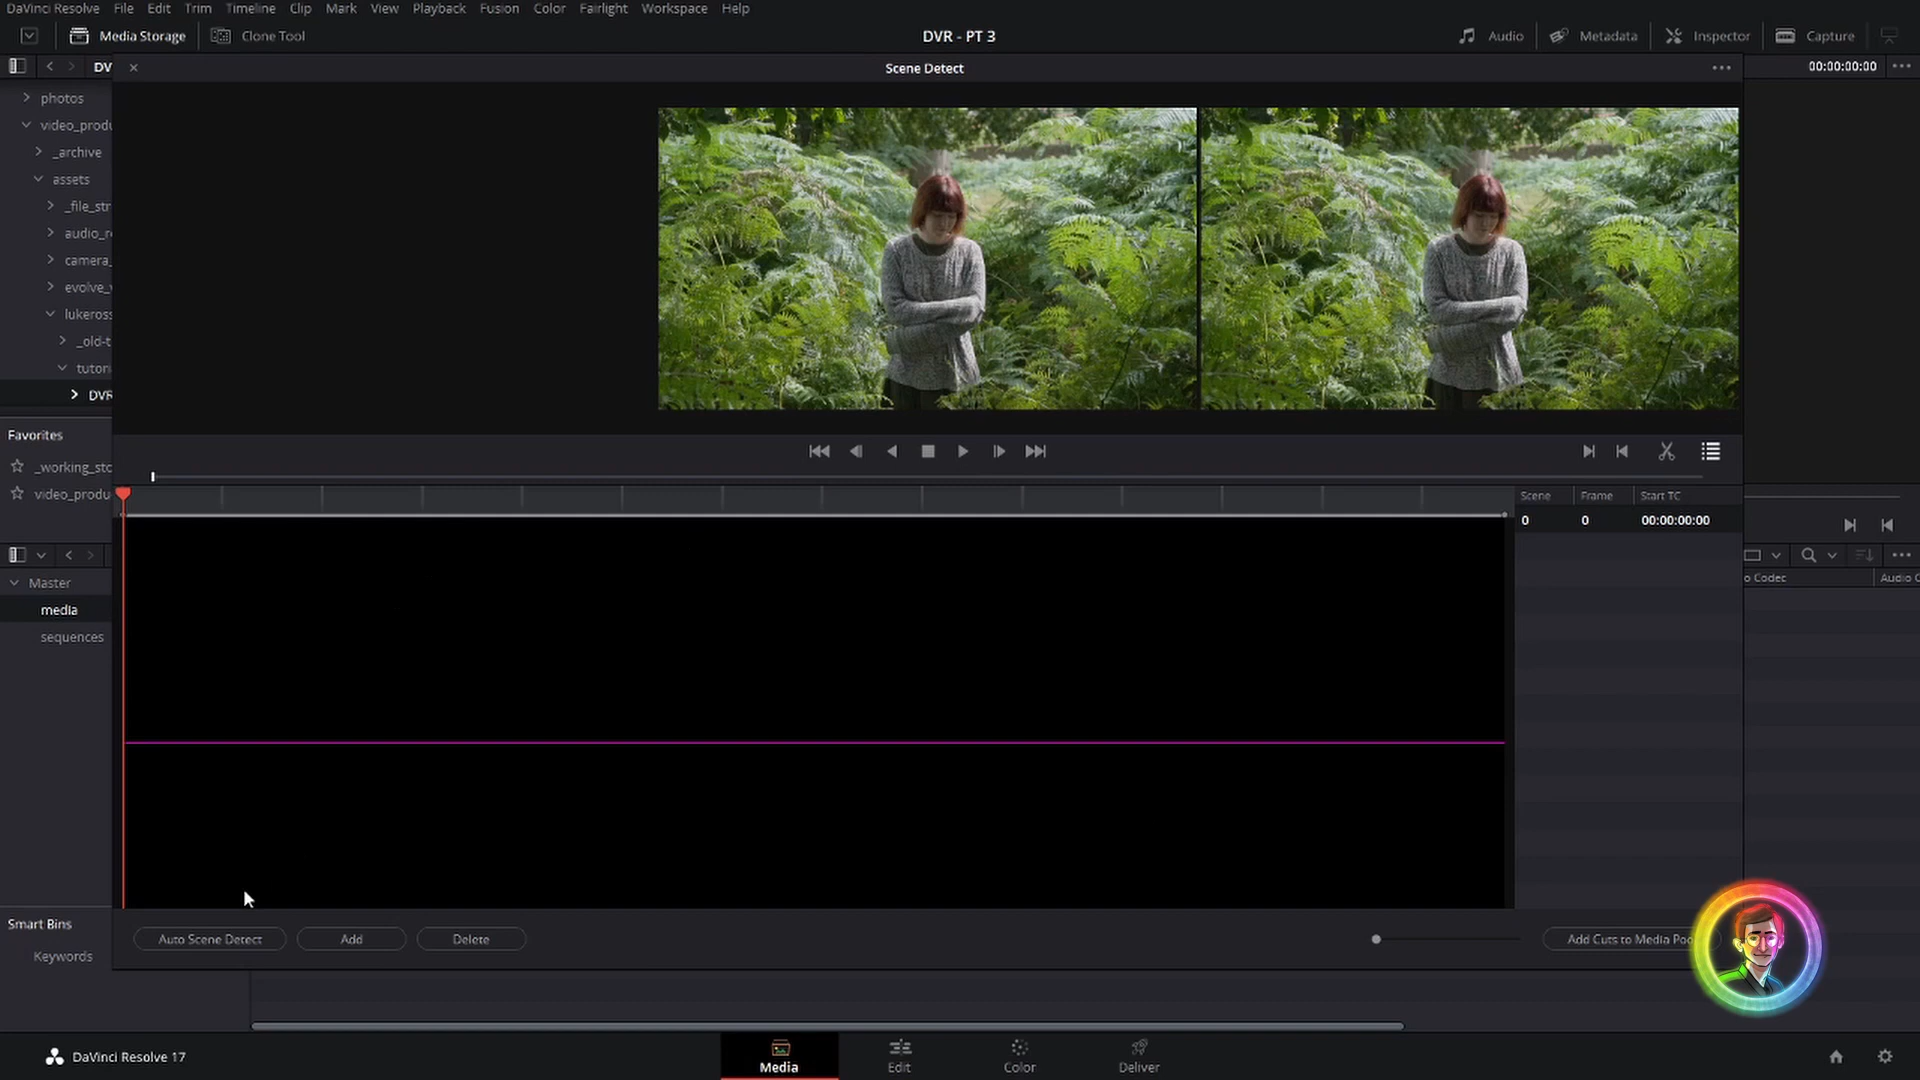 DaVinci Resolve File Edit Trim Timeline Clip Mark View Playback Fusion Color Fairlight Workspace Help
Media Storage Clone Tool DVR - PT 3 Audio Metadata Inspector Capture
DV Scene Detect 00:00:00:00
photos
video_produ
_archive
assets
_file_str
audio_r
camera_
evolve_
lukeros
_old-t
tutori
DVR
Favorites
_working_sto
video_produ
Scene Frame Start TC
0 0 00:00:00:00
Master
media
sequences
o Codec Audio C
Smart Bins
Keywords
Auto Scene Detect Add Delete Add Cuts to Media Poo
DaVinci Resolve 17 Media Edit Color Deliver